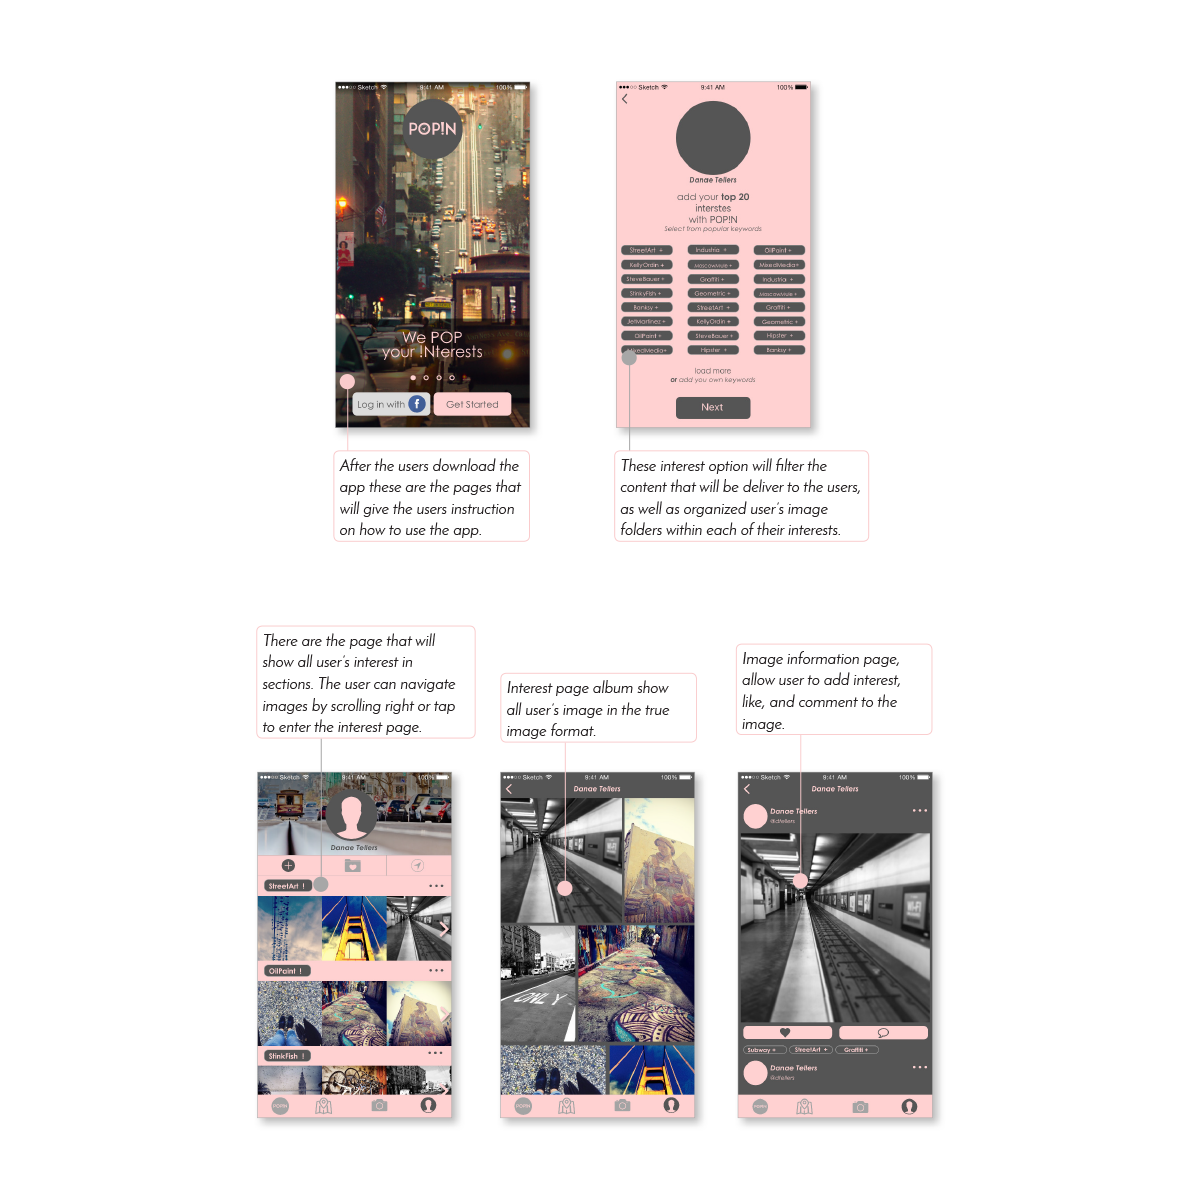 Sketch 9:41 AM 100%
POP!N
We POP
your !Nterests
Log in with f
Get Started
After the users download the
app these are the pages that
will give the users instruction
on how to use the app.
Sketch 9:41 AM 100%
Danae Tellers
add your top 20
interstes
with POP!N
Select from popular keywords
StreetArt + Industria + OilPaint +
KellyOrdin + MoscowMule + MixedMedia+
SteveBauer + Graffiti + Industria +
StinkyFish + Geometric + MoscowMule +
Banksy + StreetArt + Graffiti +
JenMartinez + KellyOrdin + Geometric +
OilPaint + SteveBauer + Hipster +
MixedMedia+ Hipster + Banksy +
load more
or add you own keywords
Next
These interest option will filter the
content that will be deliver to the users,
as well as organized user's image
folders within each of their interests.
There are the page that will
show all user's interest in
sections. The user can navigate
images by scrolling right or tap
to enter the interest page.
Sketch 9:41 AM 100%
Danae Tellers
StreetArt !
OilPaint !
StinkFish !
POP!N
Interest page album show
all user's image in the true
image format.
Sketch 9:41 AM 100%
Danae Tellers
ONLY
POP!N
Image information page,
allow user to add interest,
like, and comment to the
image.
Sketch 9:41 AM 100%
Danae Tellers
Danae Tellers
@dtellers
Wi-Fi
Subway + StreetArt + Graffiti +
Danae Tellers
@dtellers
POP!N